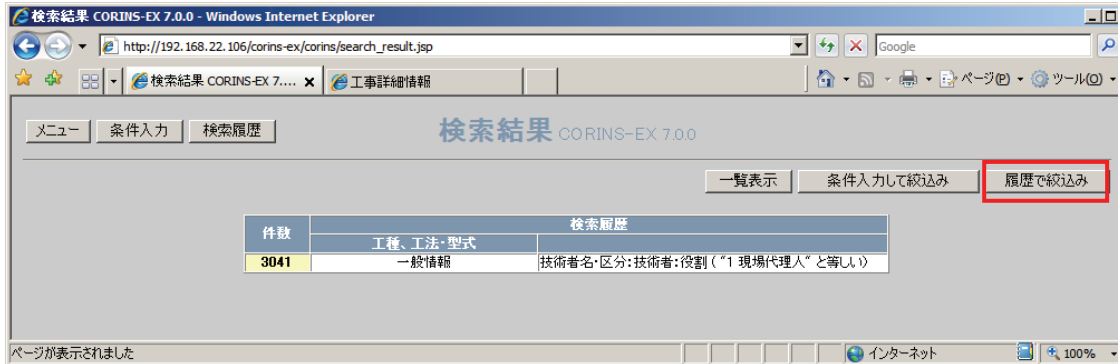 検索結果 CORINS-EX 7.0.0 - Windows Internet Explorer
http://192.168.22.106/corins-ex/corins/search_result.jsp
Google
検索結果 CORINS-EX 7....
工事詳細情報
ページ(P)
ツール(O)
メニュー 条件入力 検索履歴
検索結果 CORINS-EX 7.0.0
一覧表示 条件入力して絞込み 履歴で絞込み
件数 検索履歴
工種、工法・型式
3041 一般情報 技術者名・区分:技術者:役割 ( "1 現場代理人" と等しい)
ページが表示されました
インターネット
100%